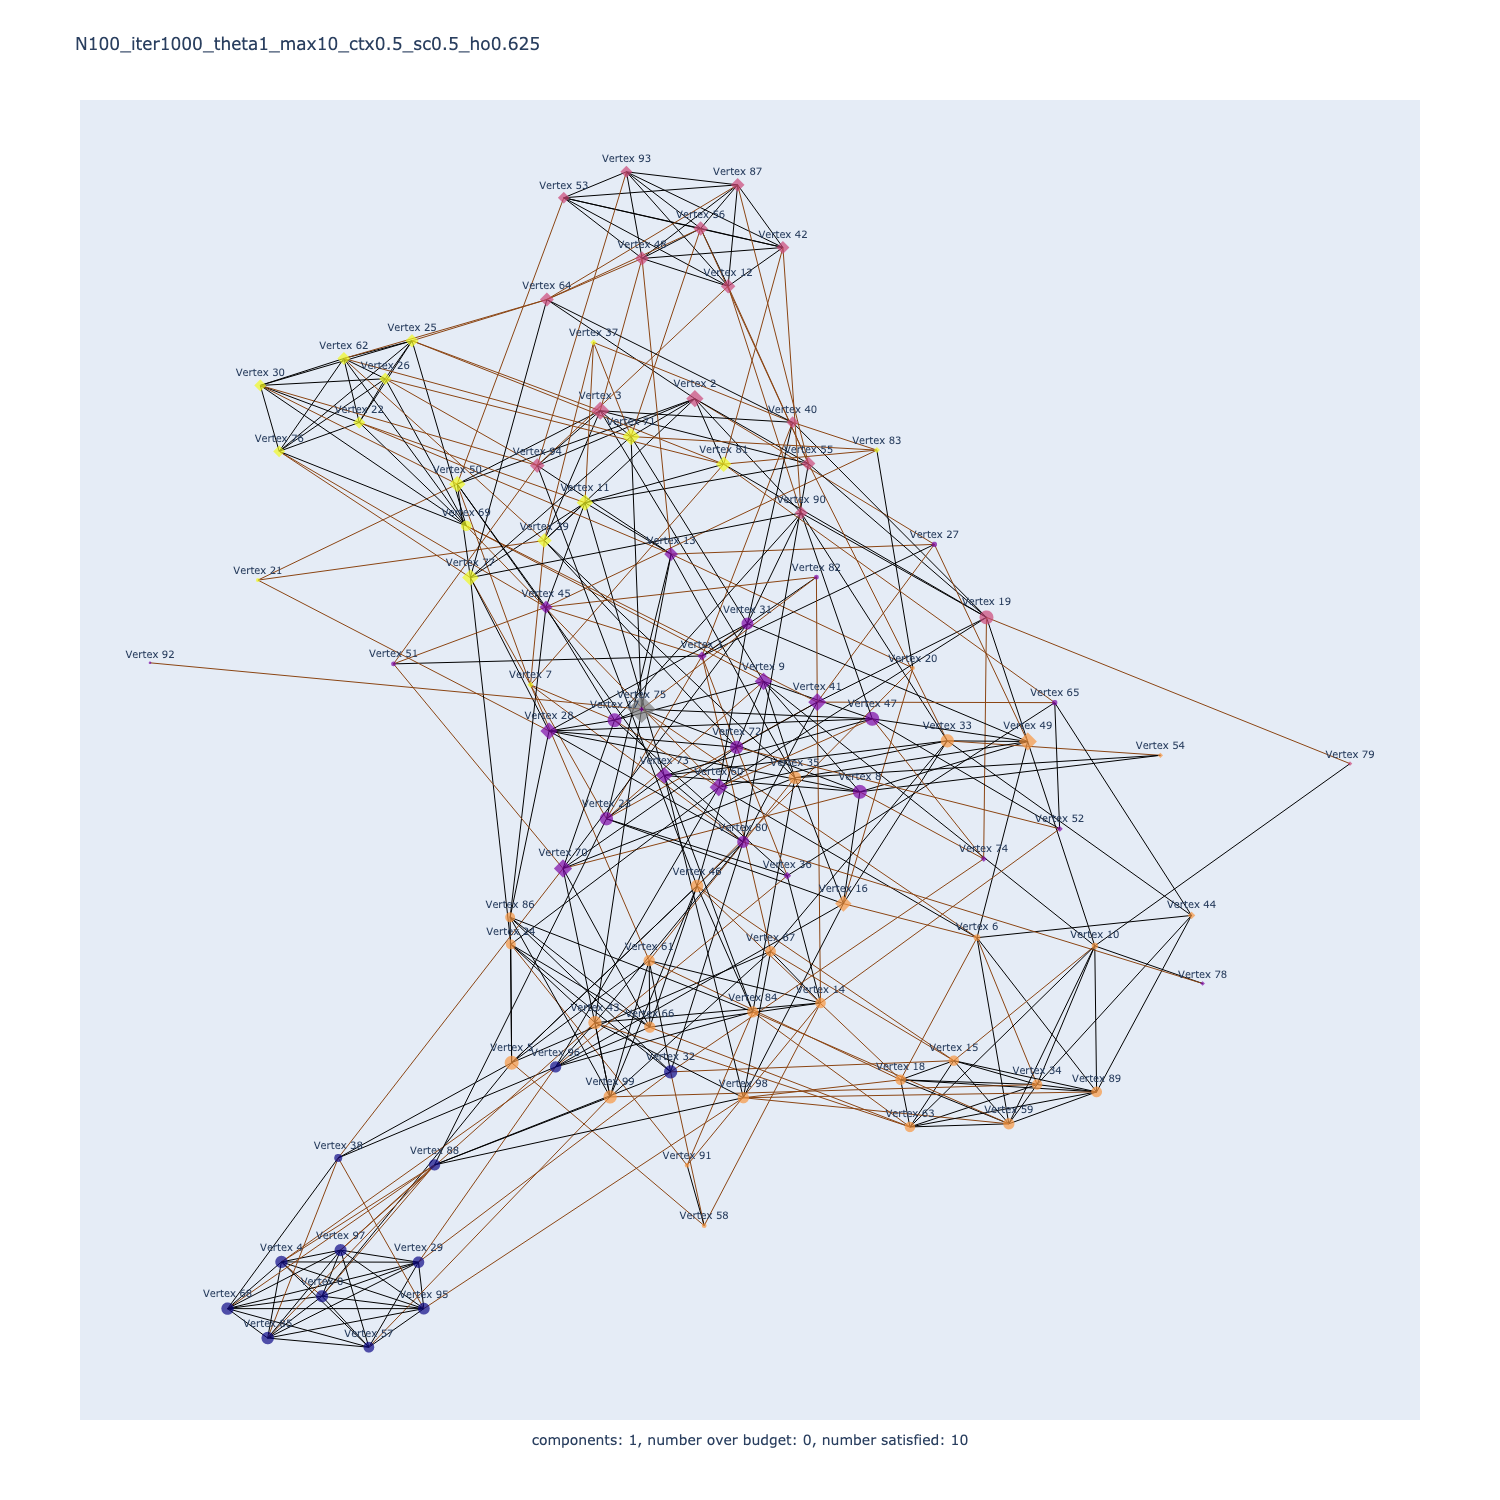 N100_iter1000_theta1_max10_ctx0.5_sc0.5_ho0.625
Vertex 93
Vertex 87
Vertex 53
Vertex 56
Vertex 42
Vertex 12
Vertex 64
Vertex 25
Vertex 37
Vertex 62
Vertex 26
Vertex 30
Vertex 2
Vertex 3
Vertex 22
Vertex 40
Vertex 71
Vertex 76
Vertex 83
Vertex 81
Vertex 55
Vertex 94
Vertex 50
Vertex 11
Vertex 90
Vertex 69
Vertex 39
Vertex 27
Vertex 13
Vertex 77
Vertex 82
Vertex 21
Vertex 45
Vertex 19
Vertex 31
Vertex 92
Vertex 51
Vertex 1
Vertex 20
Vertex 9
Vertex 7
Vertex 41
Vertex 65
Vertex 75
Vertex 47
Vertex 28
Vertex 33
Vertex 49
Vertex 72
Vertex 54
Vertex 79
Vertex 73
Vertex 35
Vertex 60
Vertex 8
Vertex 23
Vertex 52
Vertex 80
Vertex 74
Vertex 70
Vertex 36
Vertex 46
Vertex 16
Vertex 86
Vertex 44
Vertex 6
Vertex 24
Vertex 10
Vertex 67
Vertex 61
Vertex 78
Vertex 84
Vertex 14
Vertex 43
Vertex 66
Vertex 5
Vertex 96
Vertex 15
Vertex 32
Vertex 18
Vertex 34
Vertex 89
Vertex 99
Vertex 98
Vertex 63
Vertex 59
Vertex 38
Vertex 88
Vertex 91
Vertex 58
Vertex 97
Vertex 4
Vertex 29
Vertex 0
Vertex 68
Vertex 95
Vertex 85
Vertex 57
components: 1, number over budget: 0, number satisfied: 10